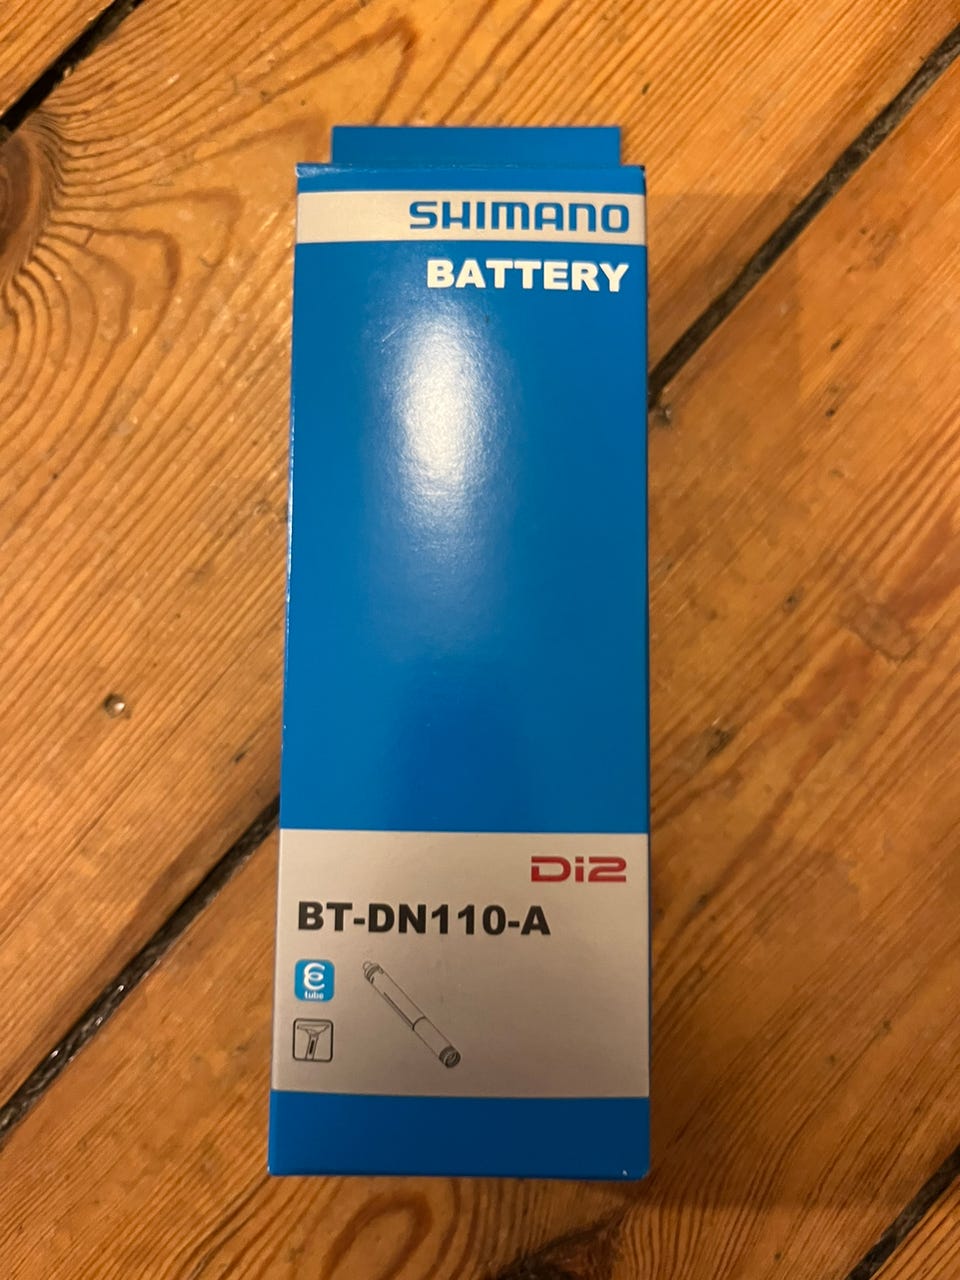 SHIMANO
BATTERY
Di2
BT-DN110-A
E
tube